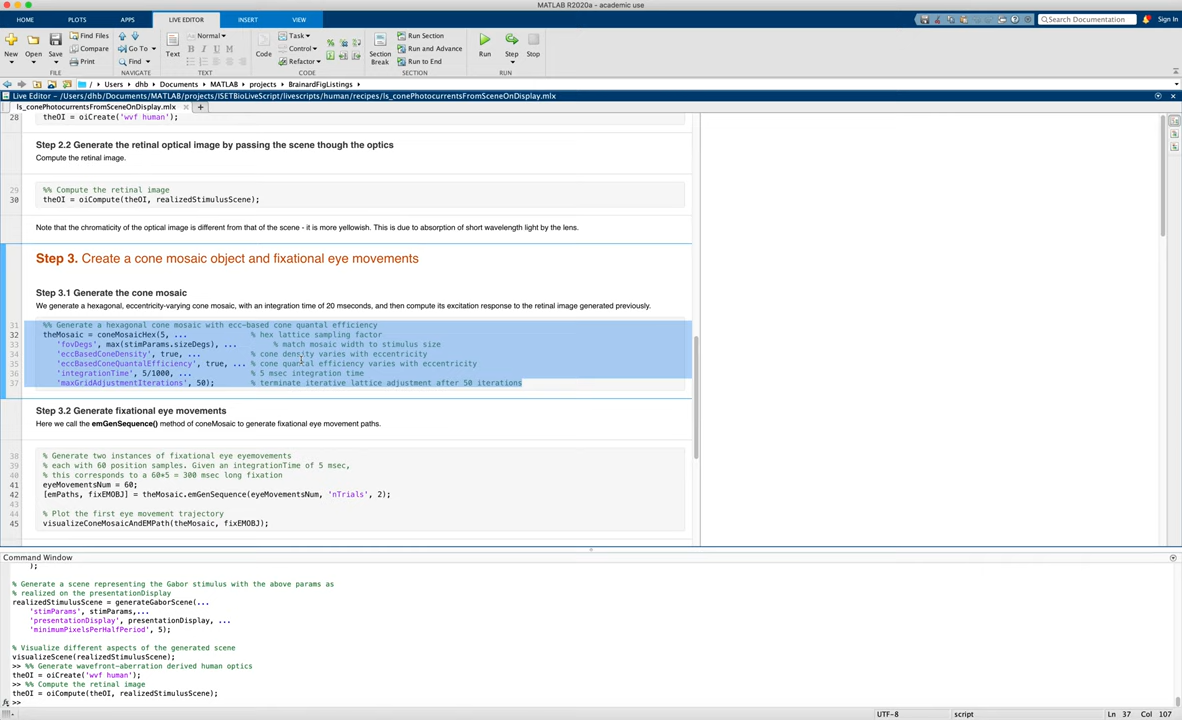 MATLAB R2020a - academic use
HOME PLOTS APPS LIVE EDITOR INSERT VIEW
Search Documentation Sign In
New Open Save
Find Files
Compare
Print
Go To
Find
Text
Normal
B I U M
Code
Task
Control
Refactor
Section Break
Run Section
Run and Advance
Run to End
Run Step Stop
FILE NAVIGATE TEXT CODE SECTION RUN
/ Users dhb Documents MATLAB projects BrainardFigListings
Live Editor - /Users/dhb/Documents/MATLAB/projects/ISETBioLiveScript/livescripts/human/recipes/ls_conePhotocurrentsFromSceneOnDisplay.mlx
ls_conePhotocurrentsFromSceneOnDisplay.mlx
28 theOI = oiCreate('wvf human');
Step 2.2 Generate the retinal optical image by passing the scene though the optics
Compute the retinal image.
29 %% Compute the retinal image
30 theOI = oiCompute(theOI, realizedStimulusScene);
Note that the chromaticity of the optical image is different from that of the scene - it is more yellowish. This is due to absorption of short wavelength light by the lens.
Step 3. Create a cone mosaic object and fixational eye movements
Step 3.1 Generate the cone mosaic
We generate a hexagonal, eccentricity-varying cone mosaic, with an integration time of 20 mseconds, and then compute its excitation response to the retinal image generated previously.
31 %% Generate a hexagonal cone mosaic with ecc-based cone quantal efficiency
32 theMosaic = coneMosaicHex(5, ... % hex lattice sampling factor
33 'fovDegs', max(stimParams.sizeDegs), ... % match mosaic width to stimulus size
34 'eccBasedConeDensity', true, ... % cone density varies with eccentricity
35 'eccBasedConeQuantalEfficiency', true, ... % cone quantal efficiency varies with eccentricity
36 'integrationTime', 5/1000, ... % 5 msec integration time
37 'maxGridAdjustmentIterations', 50); % terminate iterative lattice adjustment after 50 iterations
Step 3.2 Generate fixational eye movements
Here we call the emGenSequence() method of coneMosaic to generate fixational eye movement paths.
38 % Generate two instances of fixational eye eyemovements
39 % each with 60 position samples. Given an integrationTime of 5 msec,
40 % this corresponds to a 60*5 = 300 msec long fixation
41 eyeMovementsNum = 60;
42 [emPaths, fixEMOBJ] = theMosaic.emGenSequence(eyeMovementsNum, 'nTrials', 2);
43
44 % Plot the first eye movement trajectory
45 visualizeConeMosaicAndEMPath(theMosaic, fixEMOBJ);
Command Window
);
% Generate a scene representing the Gabor stimulus with the above params as
% realized on the presentationDisplay
realizedStimulusScene = generateGaborScene(...
'stimParams', stimParams,...
'presentationDisplay', presentationDisplay, ...
'minimumPixelsPerHalfPeriod', 5);
% Visualize different aspects of the generated scene
visualizeScene(realizedStimulusScene);
>> %% Generate wavefront-aberration derived human optics
theOI = oiCreate('wvf human');
>> %% Compute the retinal image
theOI = oiCompute(theOI, realizedStimulusScene);
fx >>
UTF-8 script Ln 37 Col 107